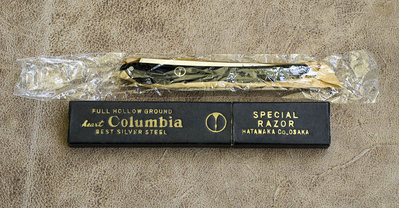 FULL HOLLOW GROUND
heart Columbia
BEST SILVER STEEL
SPECIAL
RAZOR
HATANAKA CO., OSAKA